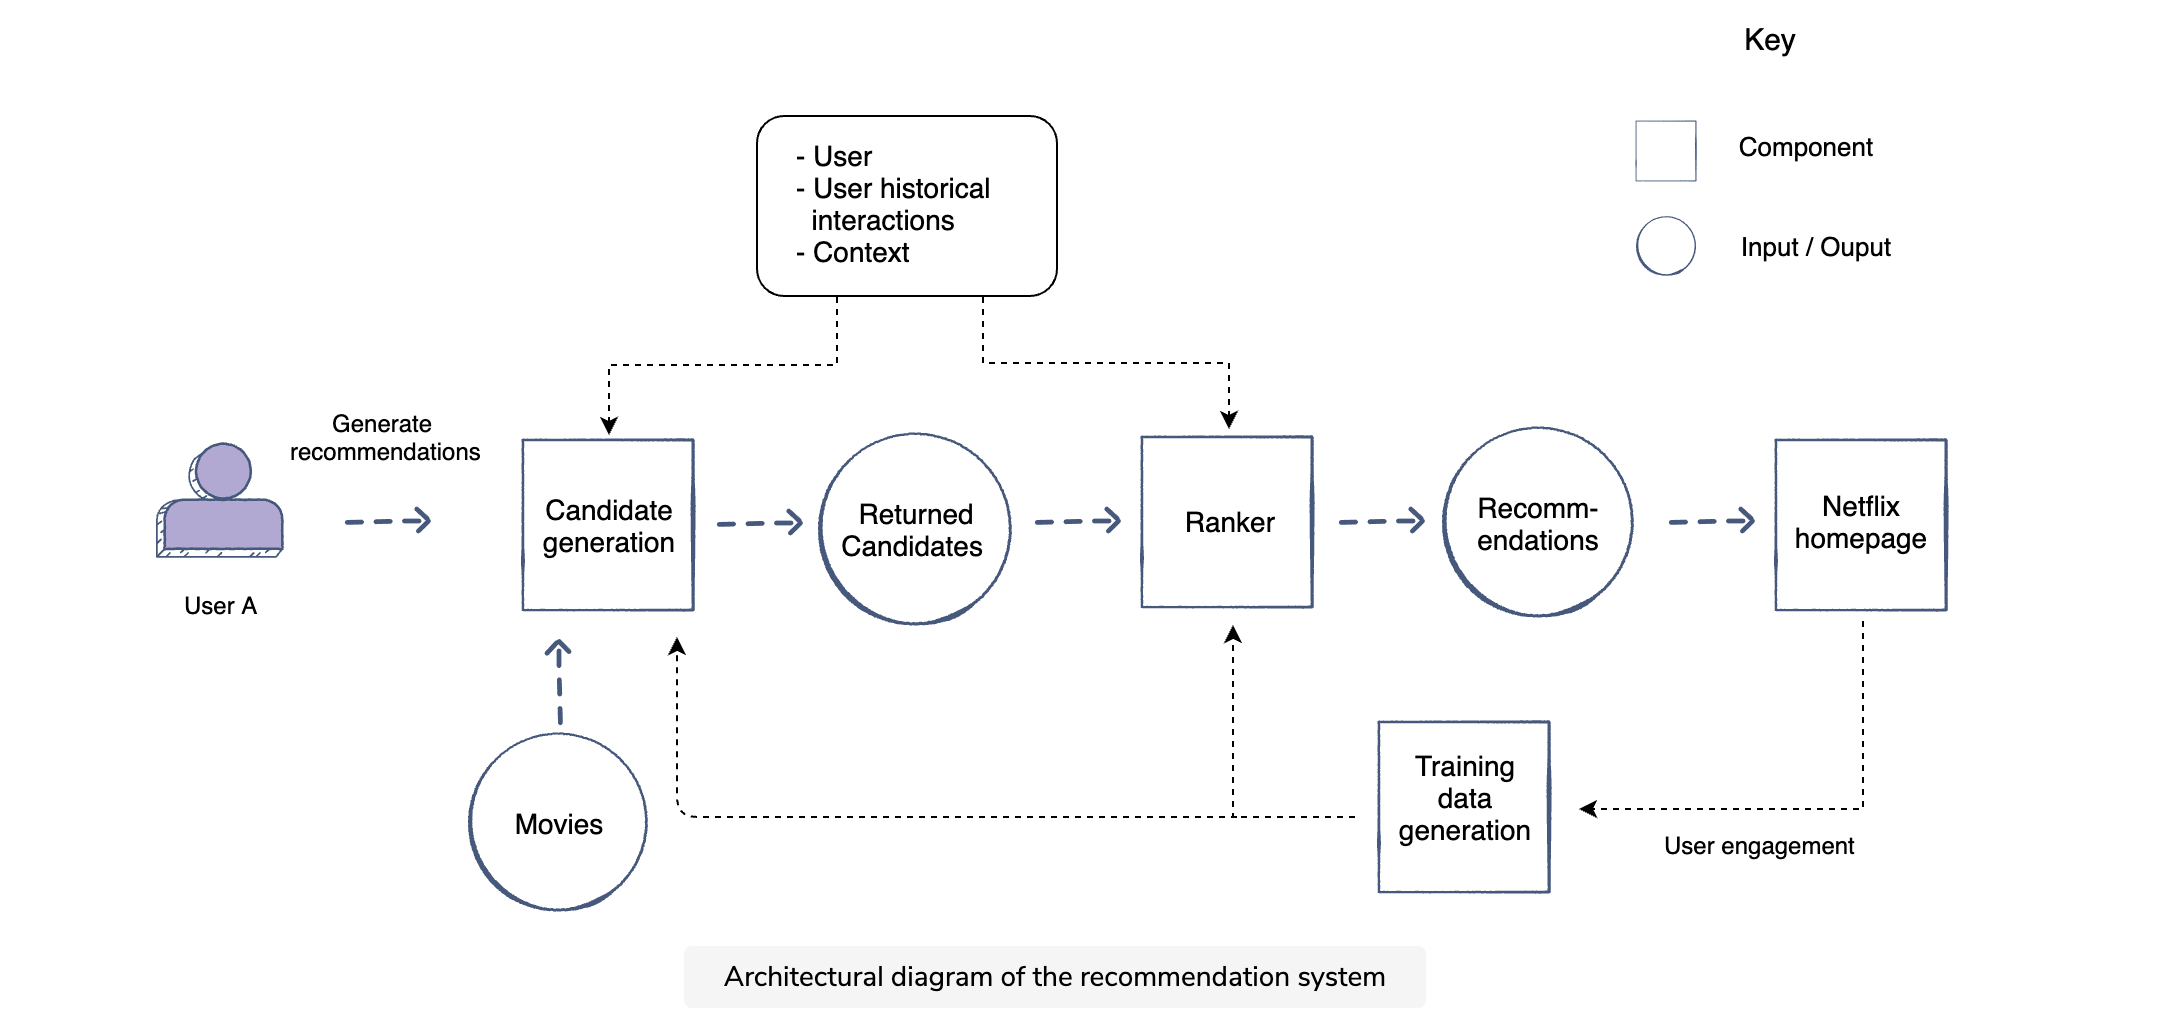 Key
Component
Input / Ouput
- User
- User historical
interactions
- Context
Generate
recommendations
User A
Candidate
generation
Returned
Candidates
Ranker
Recomm-
endations
Netflix
homepage
Movies
Training
data
generation
User engagement
Architectural diagram of the recommendation system